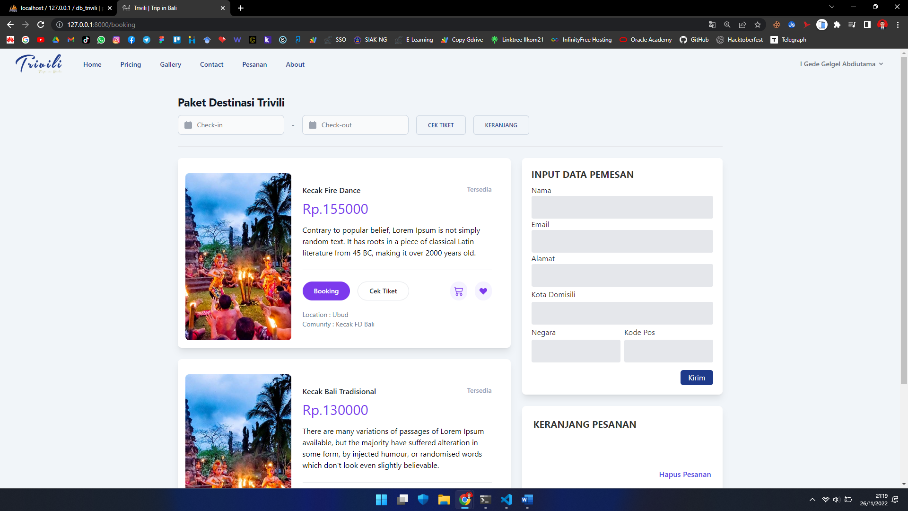 localhost / 127.0.0.1 / db_trivili |
Trivili | Trip in Bali
127.0.0.1:8000/booking
SSO
SIAK NG
E Learning
Copy Gdrive
Linktree Ilkom21
InfinityFree Hosting
Oracle Academy
GitHub
Hacktoberfest
Telegraph
Trivili
Home
Pricing
Gallery
Contact
Pesanan
About
I Gede Gelgel Abdiutama
Paket Destinasi Trivili
Check-in
-
Check-out
CEK TIKET
KERANJANG
Kecak Fire Dance
Tersedia
Rp.155000
Contrary to popular belief, Lorem Ipsum is not simply
random text. It has roots in a piece of classical Latin
literature from 45 BC, making it over 2000 years old.
Booking
Cek Tiket
Location : Ubud
Comunity : Kecak FD Bali
Kecak Bali Tradisional
Tersedia
Rp.130000
There are many variations of passages of Lorem Ipsum
available, but the majority have suffered alteration in
some form, by injected humour, or randomised words
which don't look even slightly believable.
INPUT DATA PEMESAN
Nama
Email
Alamat
Kota Domisili
Negara
Kode Pos
Kirim
KERANJANG PESANAN
Hapus Pesanan
21:19
26/11/2022